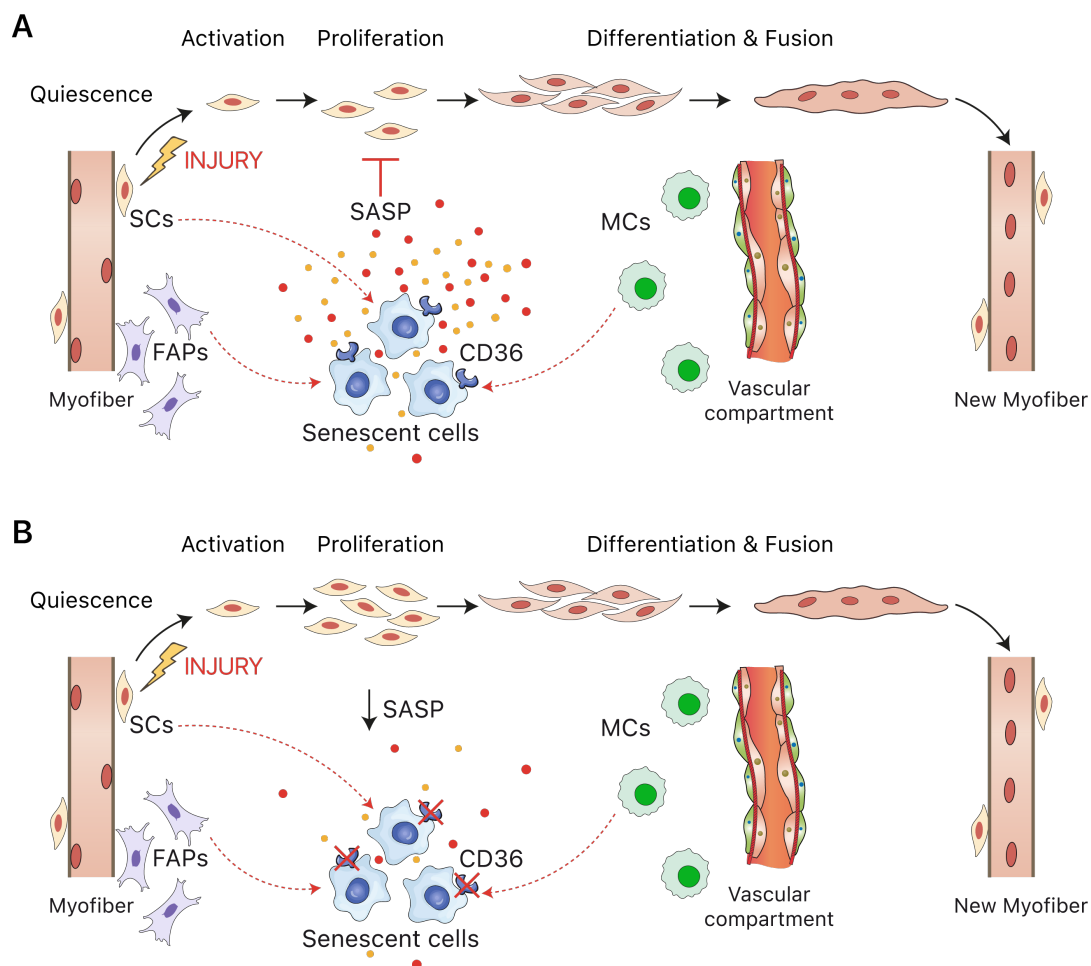 A
Activation Proliferation Differentiation & Fusion
Quiescence
INJURY
SCs
SASP
MCs
FAPs
CD36
Myofiber
Senescent cells
Vascular
compartment
New Myofiber
B
Activation Proliferation Differentiation & Fusion
Quiescence
INJURY
SCs
SASP
MCs
FAPs
CD36
Myofiber
Senescent cells
Vascular
compartment
New Myofiber